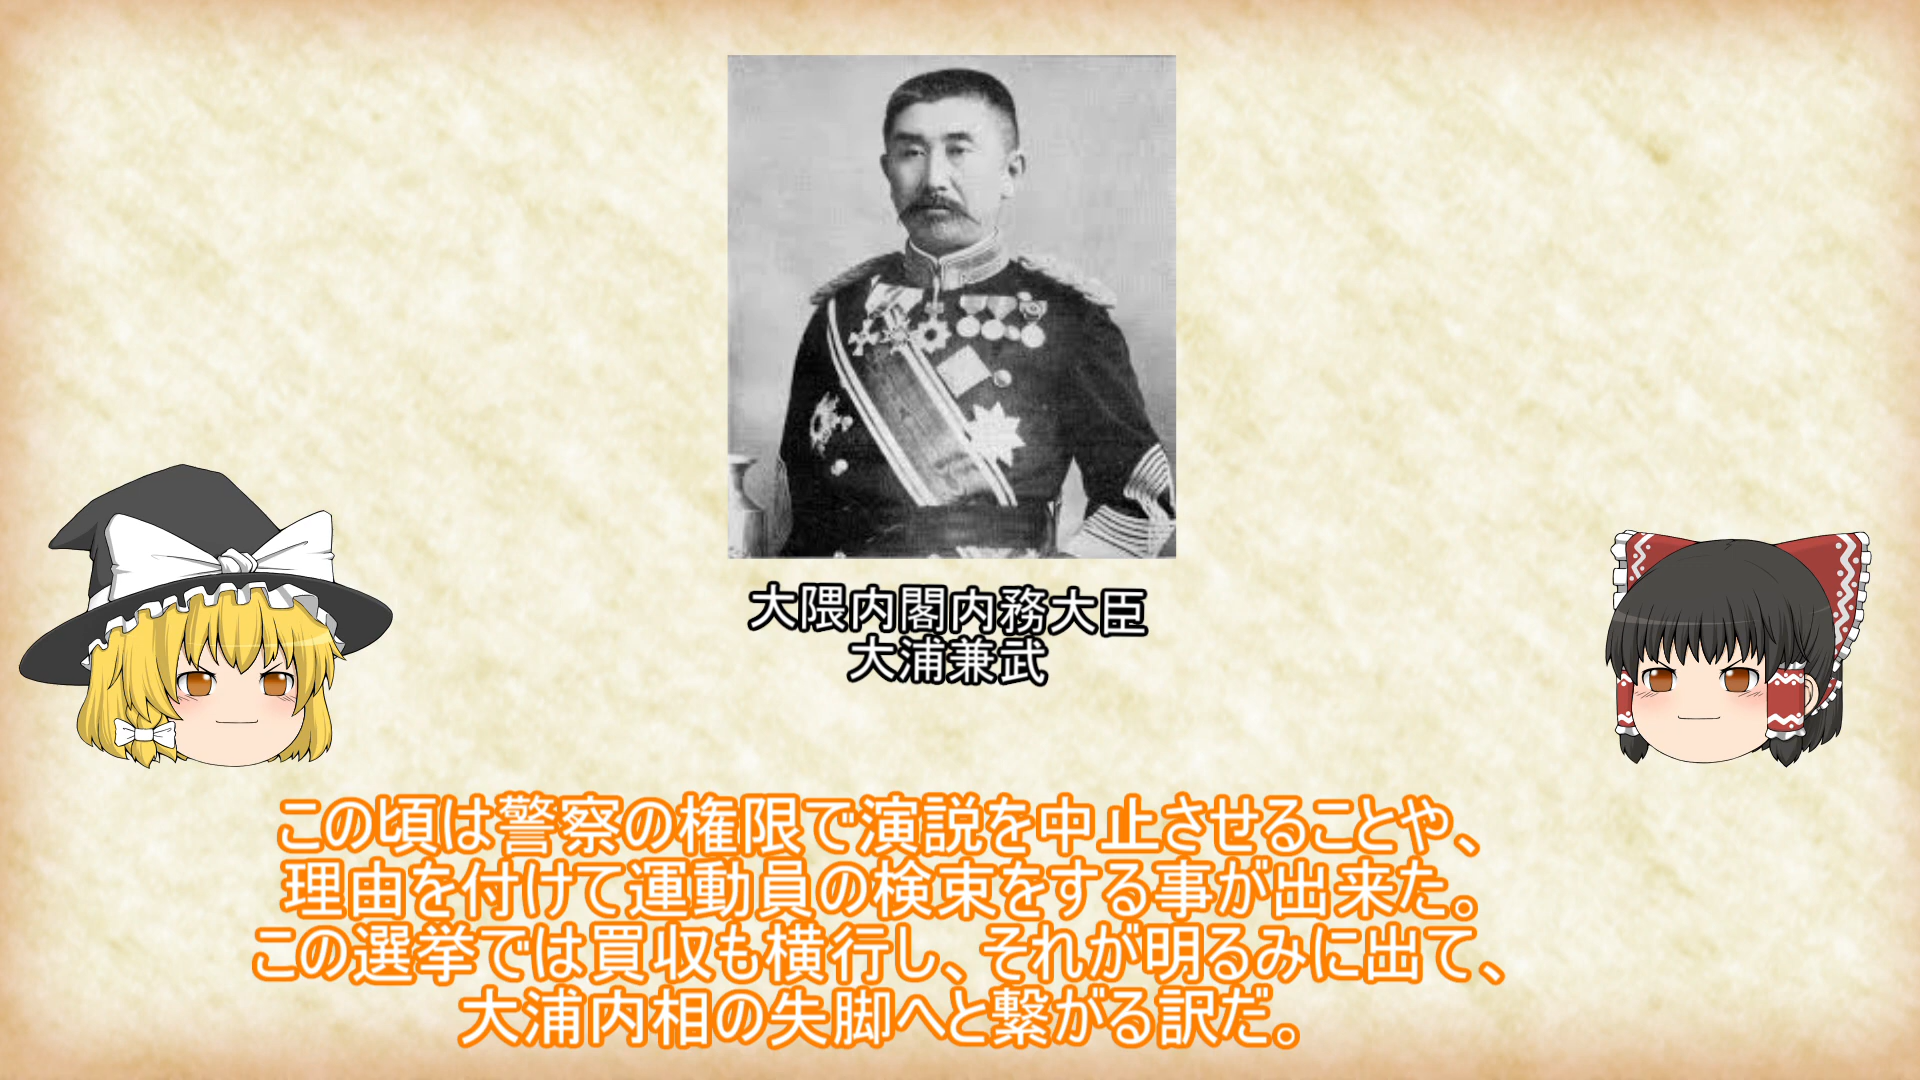 大隈内閣内務大臣
大浦兼武
この頃は警察の権限で演説を中止させることや、
理由を付けて運動員の検束をする事が出来た。
この選挙では買収も横行し、それが明るみに出て、
大浦内相の失脚へと繋がる訳だ。